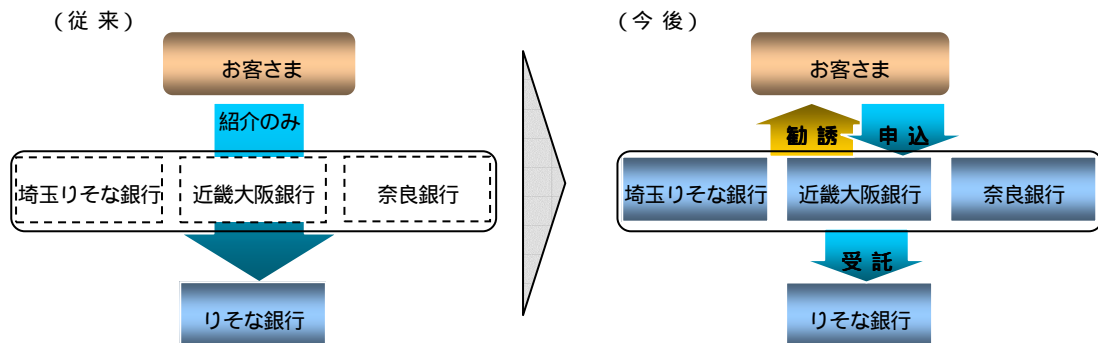 (従 来)
お客さま
紹介のみ
埼玉りそな銀行
近畿大阪銀行
奈良銀行
りそな銀行
(今 後)
お客さま
勧 誘
申 込
埼玉りそな銀行
近畿大阪銀行
奈良銀行
受 託
りそな銀行